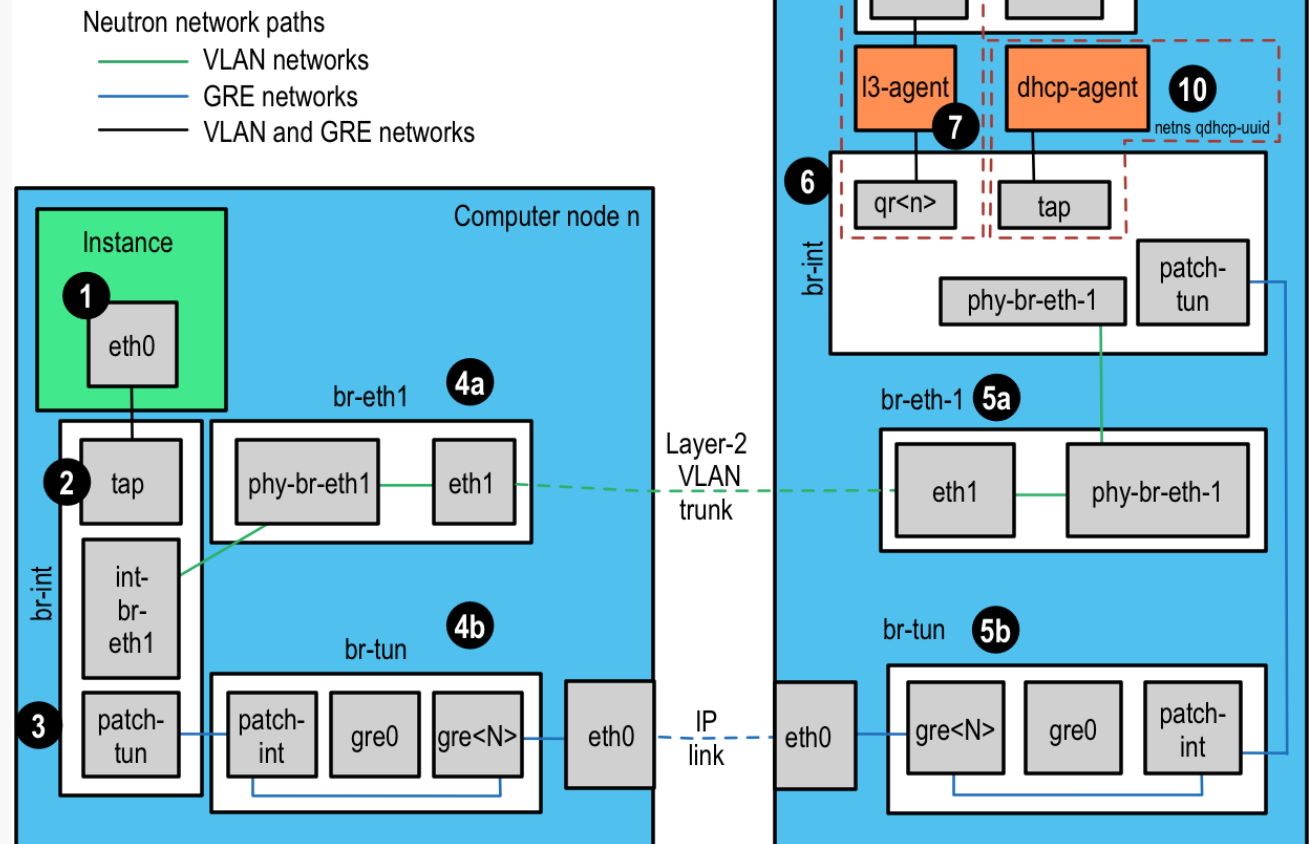 Neutron network paths
VLAN networks
GRE networks
VLAN and GRE networks
Computer node n
Instance
1
eth0
2
tap
br-int
int-
br-
eth1
3
patch-
tun
br-eth1
4a
phy-br-eth1
eth1
br-tun
4b
patch-
int
gre0
gre<N>
eth0
Layer-2
VLAN
trunk
IP
link
l3-agent
7
dhcp-agent
10
netns qdhcp-uuid
6
br-int
qr<n>
tap
phy-br-eth-1
patch-
tun
br-eth-1
5a
eth1
phy-br-eth-1
br-tun
5b
eth0
gre<N>
gre0
patch-
int